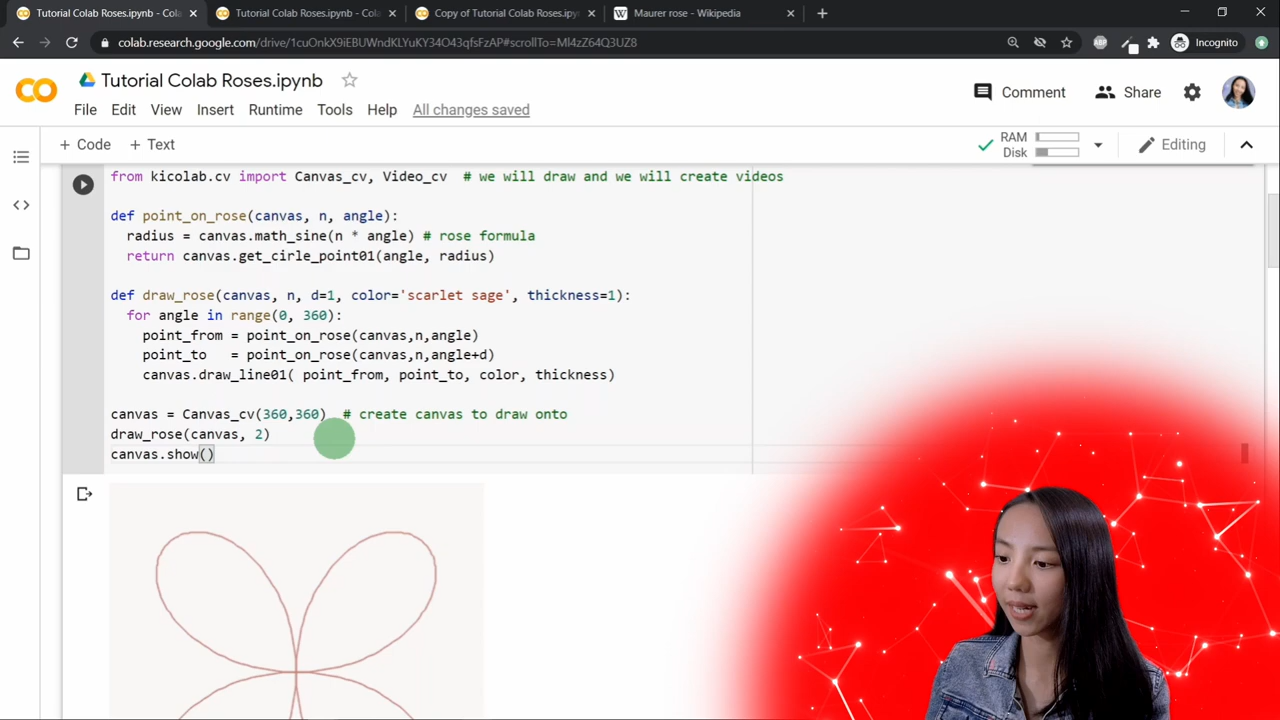 Tutorial Colab Roses.ipynb - Cola
Tutorial Colab Roses.ipynb - Cola
Copy of Tutorial Colab Roses.ipyn
Maurer rose - Wikipedia
colab.research.google.com/drive/1cuOnkX9iEBUWndKLYuKY34O43qfsFzAP#scrollTo=Ml4zZ64Q3UZ8
ABP
Incognito
CO
Tutorial Colab Roses.ipynb
Comment
Share
File Edit View Insert Runtime Tools Help All changes saved
+ Code + Text
RAM
Disk
Editing
from kicolab.cv import Canvas_cv, Video_cv # we will draw and we will create videos
def point_on_rose(canvas, n, angle):
radius = canvas.math_sine(n * angle) # rose formula
return canvas.get_cirle_point01(angle, radius)
def draw_rose(canvas, n, d=1, color='scarlet sage', thickness=1):
for angle in range(0, 360):
point_from = point_on_rose(canvas,n,angle)
point_to = point_on_rose(canvas,n,angle+d)
canvas.draw_line01( point_from, point_to, color, thickness)
canvas = Canvas_cv(360,360) # create canvas to draw onto
draw_rose(canvas, 2)
canvas.show()